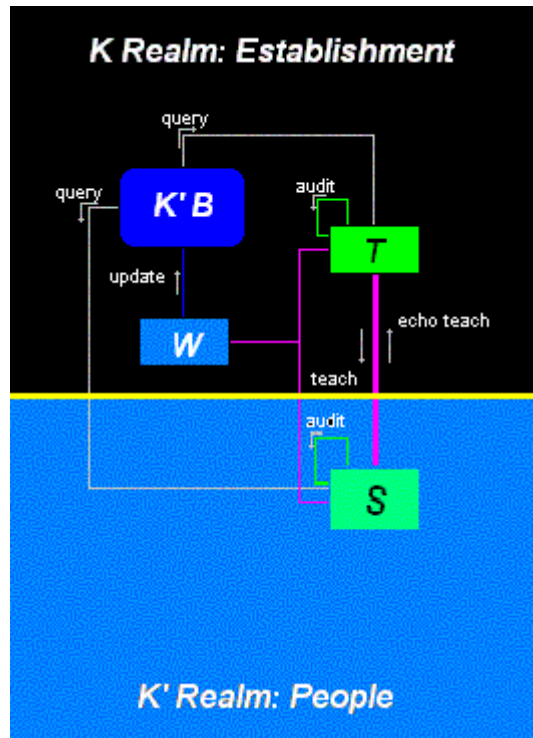 K Realm: Establishment
query
query
K' B
audit
T
update
echo teach
W
teach
audit
S
K' Realm: People